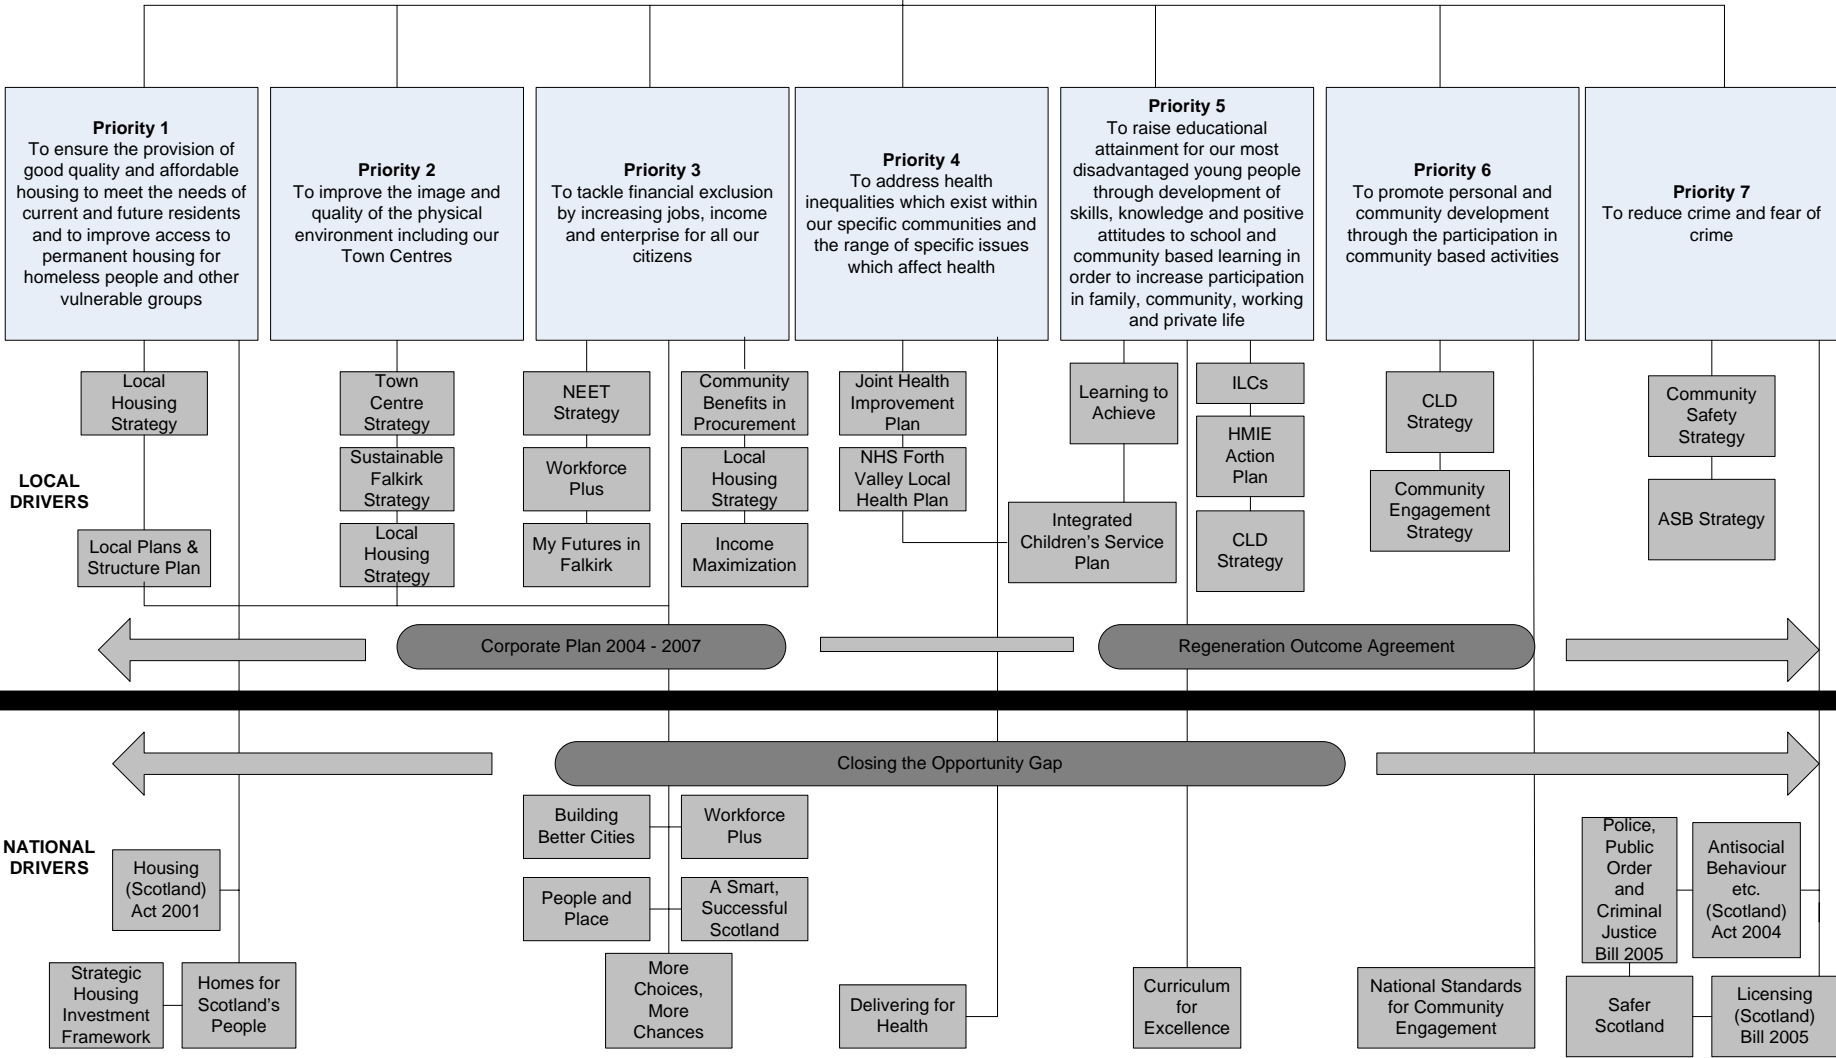 Priority 1
To ensure the provision of
good quality and affordable
housing to meet the needs of
current and future residents
and to improve access to
permanent housing for
homeless people and other
vulnerable groups
Priority 2
To improve the image and
quality of the physical
environment including our
Town Centres
Priority 3
To tackle financial exclusion
by increasing jobs, income
and enterprise for all our
citizens
Priority 4
To address health
inequalities which exist within
our specific communities and
the range of specific issues
which affect health
Priority 5
To raise educational
attainment for our most
disadvantaged young people
through development of
skills, knowledge and positive
attitudes to school and
community based learning in
order to increase participation
in family, community, working
and private life
Priority 6
To promote personal and
community development
through the participation in
community based activities
Priority 7
To reduce crime and fear of
crime
LOCAL
DRIVERS
Local
Housing
Strategy
Local Plans &
Structure Plan
Town
Centre
Strategy
Sustainable
Falkirk
Strategy
Local
Housing
Strategy
NEET
Strategy
Workforce
Plus
My Futures in
Falkirk
Community
Benefits in
Procurement
Local
Housing
Strategy
Income
Maximization
Joint Health
Improvement
Plan
NHS Forth
Valley Local
Health Plan
Learning to
Achieve
Integrated
Children's Service
Plan
ILCs
HMIE
Action
Plan
CLD
Strategy
CLD
Strategy
Community
Engagement
Strategy
Community
Safety
Strategy
ASB Strategy
Corporate Plan 2004 - 2007
Regeneration Outcome Agreement
Closing the Opportunity Gap
NATIONAL
DRIVERS
Housing
(Scotland)
Act 2001
Strategic
Housing
Investment
Framework
Homes for
Scotland's
People
Building
Better Cities
Workforce
Plus
People and
Place
A Smart,
Successful
Scotland
More
Choices,
More
Chances
Delivering for
Health
Curriculum
for
Excellence
National Standards
for Community
Engagement
Police,
Public
Order
and
Criminal
Justice
Bill 2005
Antisocial
Behaviour
etc.
(Scotland)
Act 2004
Safer
Scotland
Licensing
(Scotland)
Bill 2005